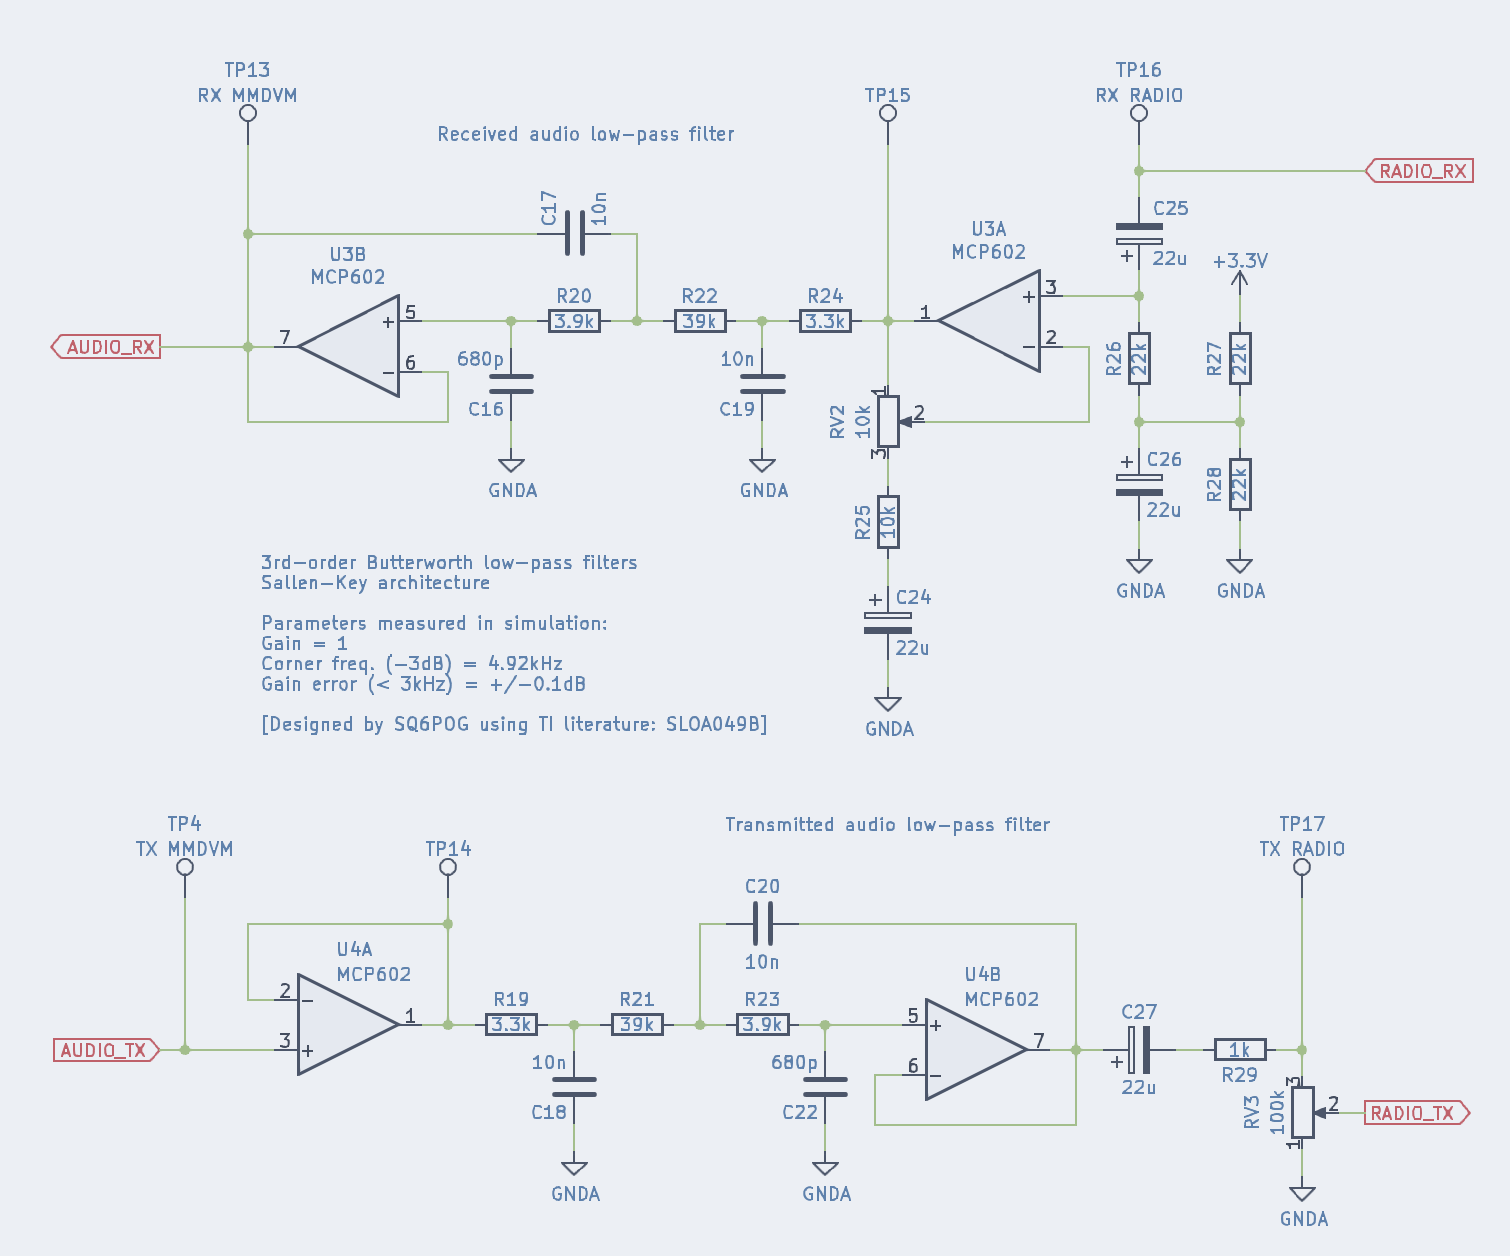 TP13
RX MMDVM
TP15
TP16
RX RADIO
Received audio low-pass filter
RADIO_RX
C17
10n
C25
22u
+3.3V
U3B
MCP602
U3A
MCP602
3
1
2
5
7
6
R20
3.9k
R22
39k
R24
3.3k
AUDIO_RX
680p
C16
10n
C19
R26
22k
R27
22k
RV2
10k
1
2
3
C26
22u
R28
22k
GNDA
GNDA
R25
10k
GNDA
GNDA
C24
22u
GNDA
3rd-order Butterworth low-pass filters
Sallen-Key architecture
Parameters measured in simulation:
Gain = 1
Corner freq. (-3dB) = 4.92kHz
Gain error (< 3kHz) = +/-0.1dB
[Designed by SQ6POG using TI literature: SLOA049B]
TP4
TX MMDVM
TP14
Transmitted audio low-pass filter
TP17
TX RADIO
C20
10n
U4A
MCP602
2
3
1
U4B
MCP602
5
6
7
R19
3.3k
R21
39k
R23
3.9k
AUDIO_TX
10n
C18
680p
C22
C27
22u
1k
R29
RV3
100k
3
2
1
RADIO_TX
GNDA
GNDA
GNDA